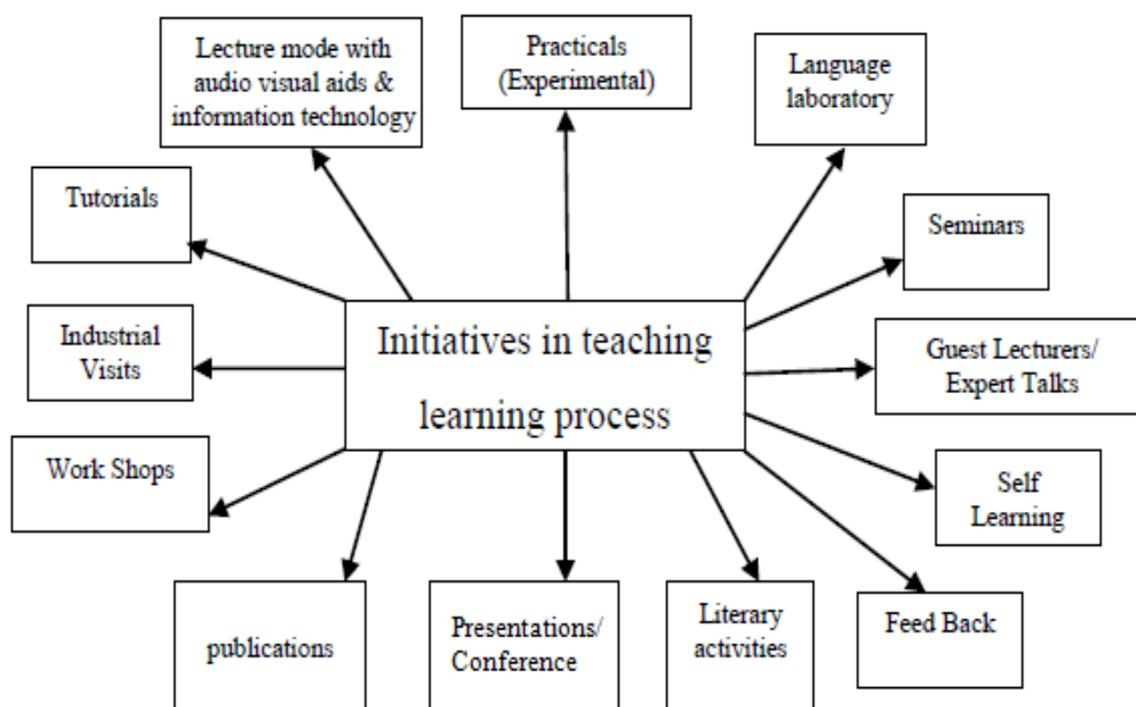 Lecture mode with
audio visual aids &
information technology
Practicals
(Experimental)
Language
laboratory
Tutorials
Seminars
Industrial
Visits
Initiatives in teaching
learning process
Guest Lecturers/
Expert Talks
Work Shops
Self
Learning
publications
Presentations/
Conference
Literary
activities
Feed Back